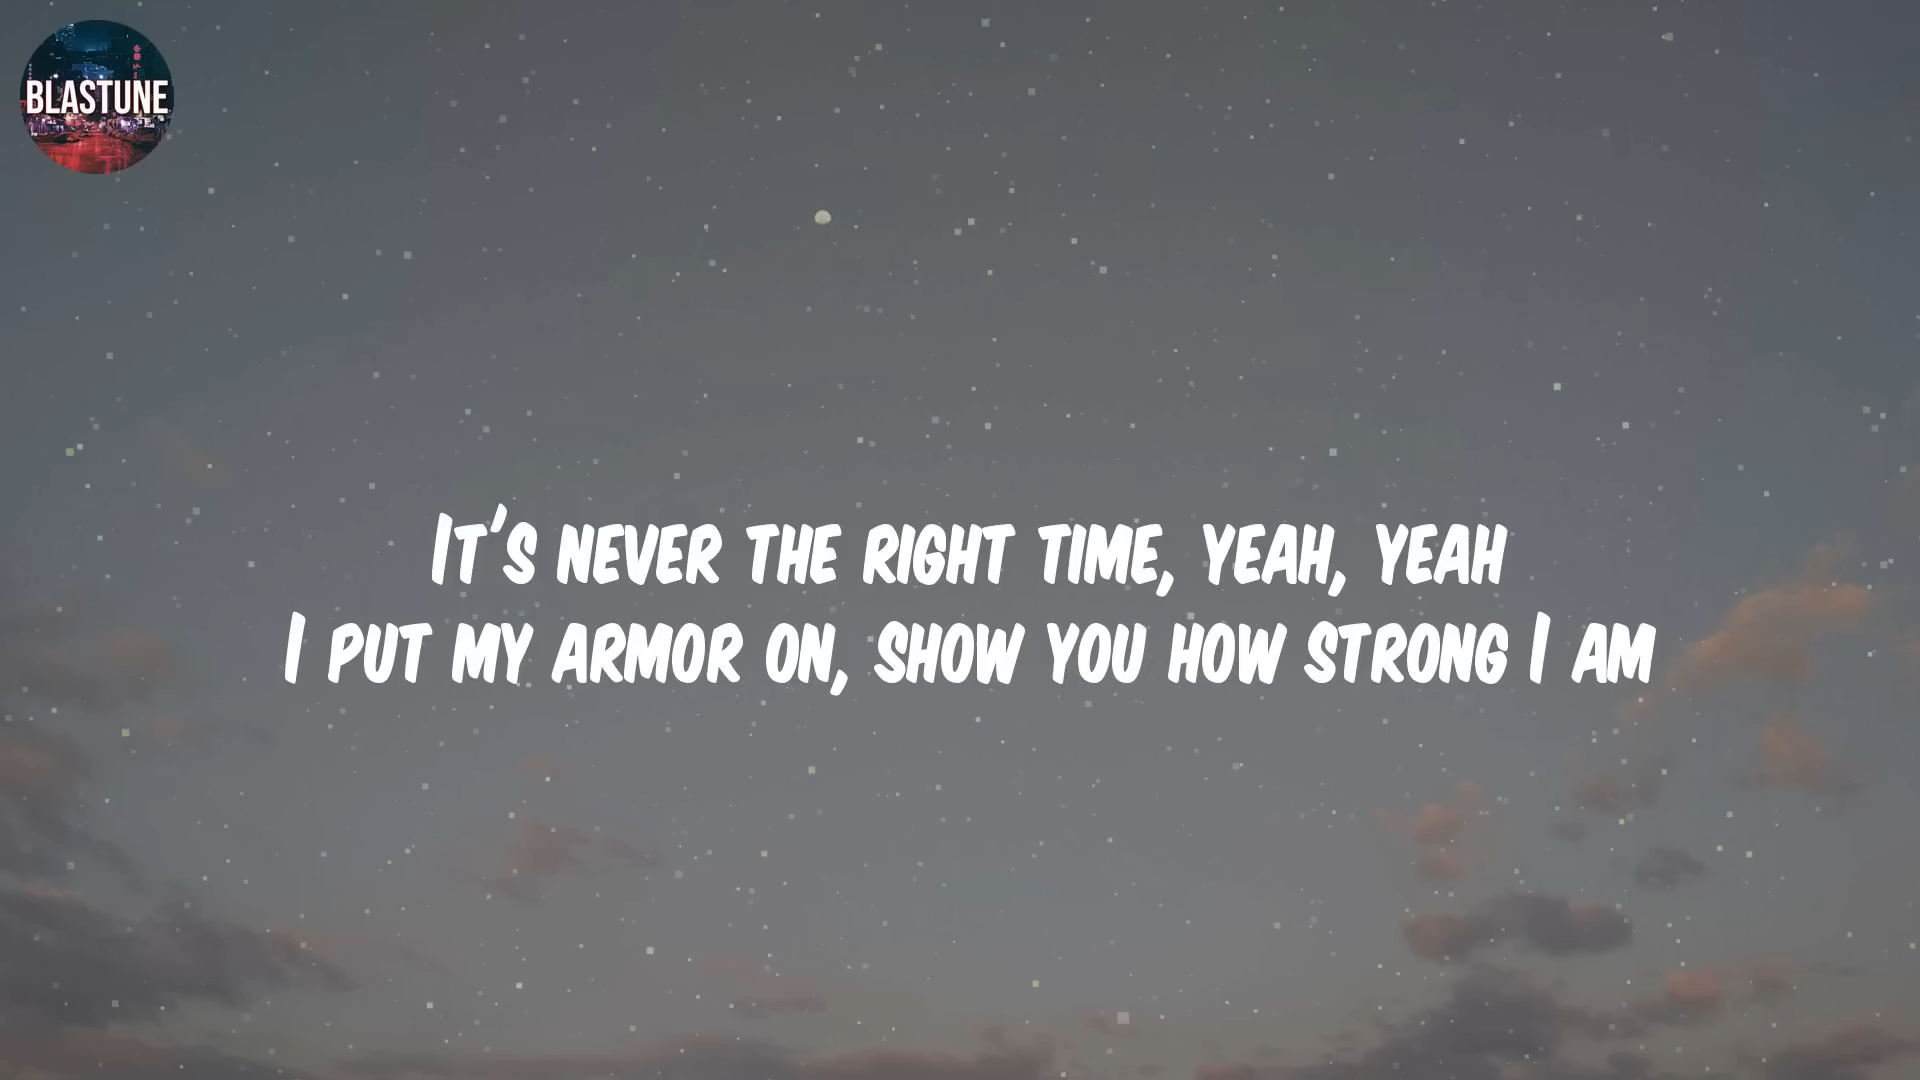 BLASTUNE
It's never the right time, yeah, yeah
I put my armor on, show you how strong I am